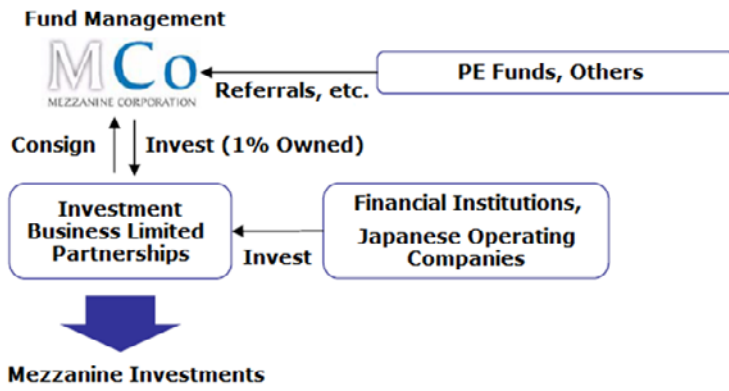 Fund Management
MCo
MEZZANINE CORPORATION
PE Funds, Others
Referrals, etc.
Consign
Invest (1% Owned)
Investment
Business Limited
Partnerships
Invest
Financial Institutions,
Japanese Operating
Companies
Mezzanine Investments